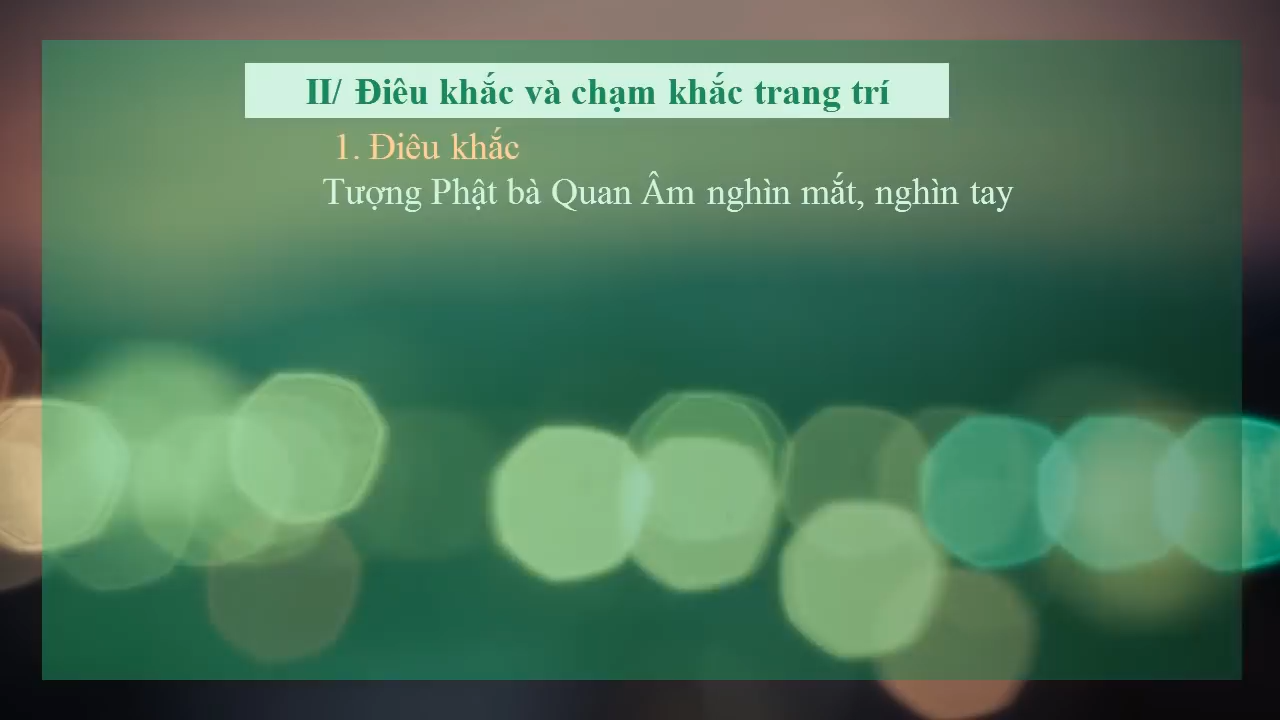 II/ Điêu khắc và chạm khắc trang trí
1. Điêu khắc
Tượng Phật bà Quan Âm nghìn mắt, nghìn tay